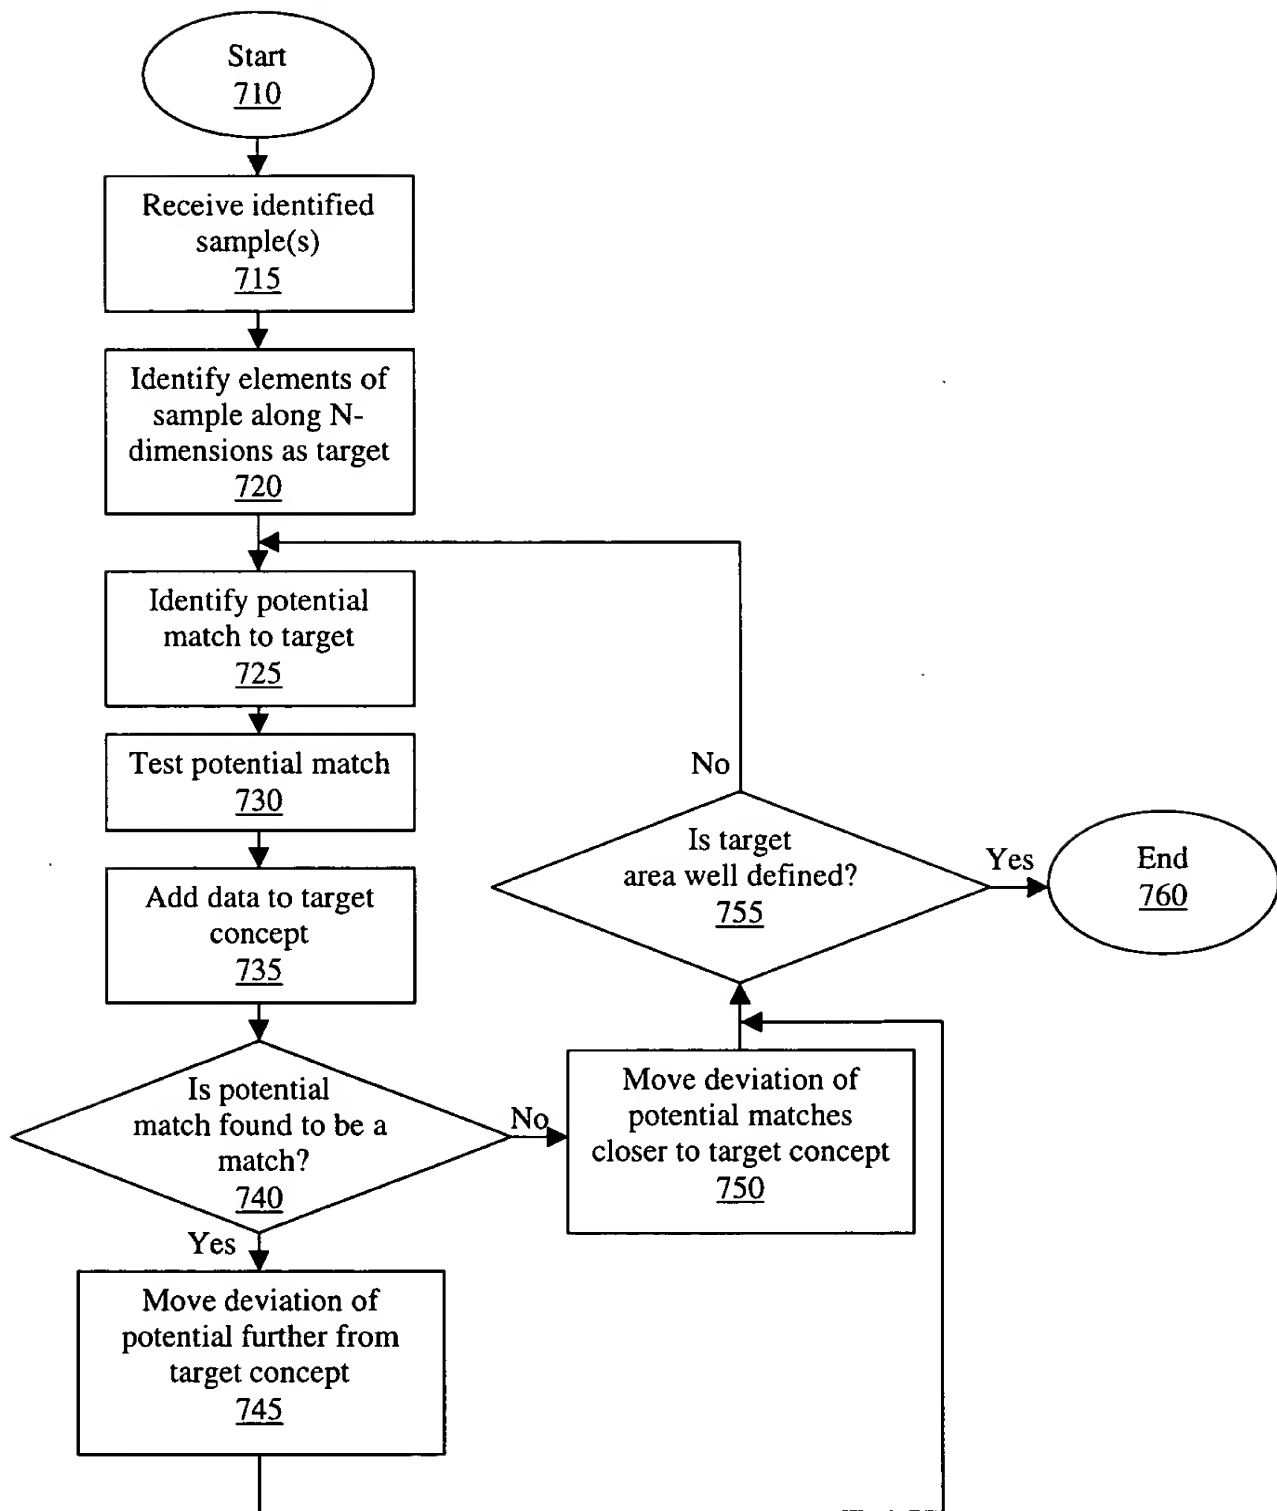 Start
710
Receive identified
sample(s)
715
Identify elements of
sample along N-
dimensions as target
720
Identify potential
match to target
725
Test potential match
730
Add data to target
concept
735
Is potential
match found to be a
match?
740
Yes
No
Move deviation of
potential further from
target concept
745
Move deviation of
potential matches
closer to target concept
750
Is target
area well defined?
755
No
Yes
End
760